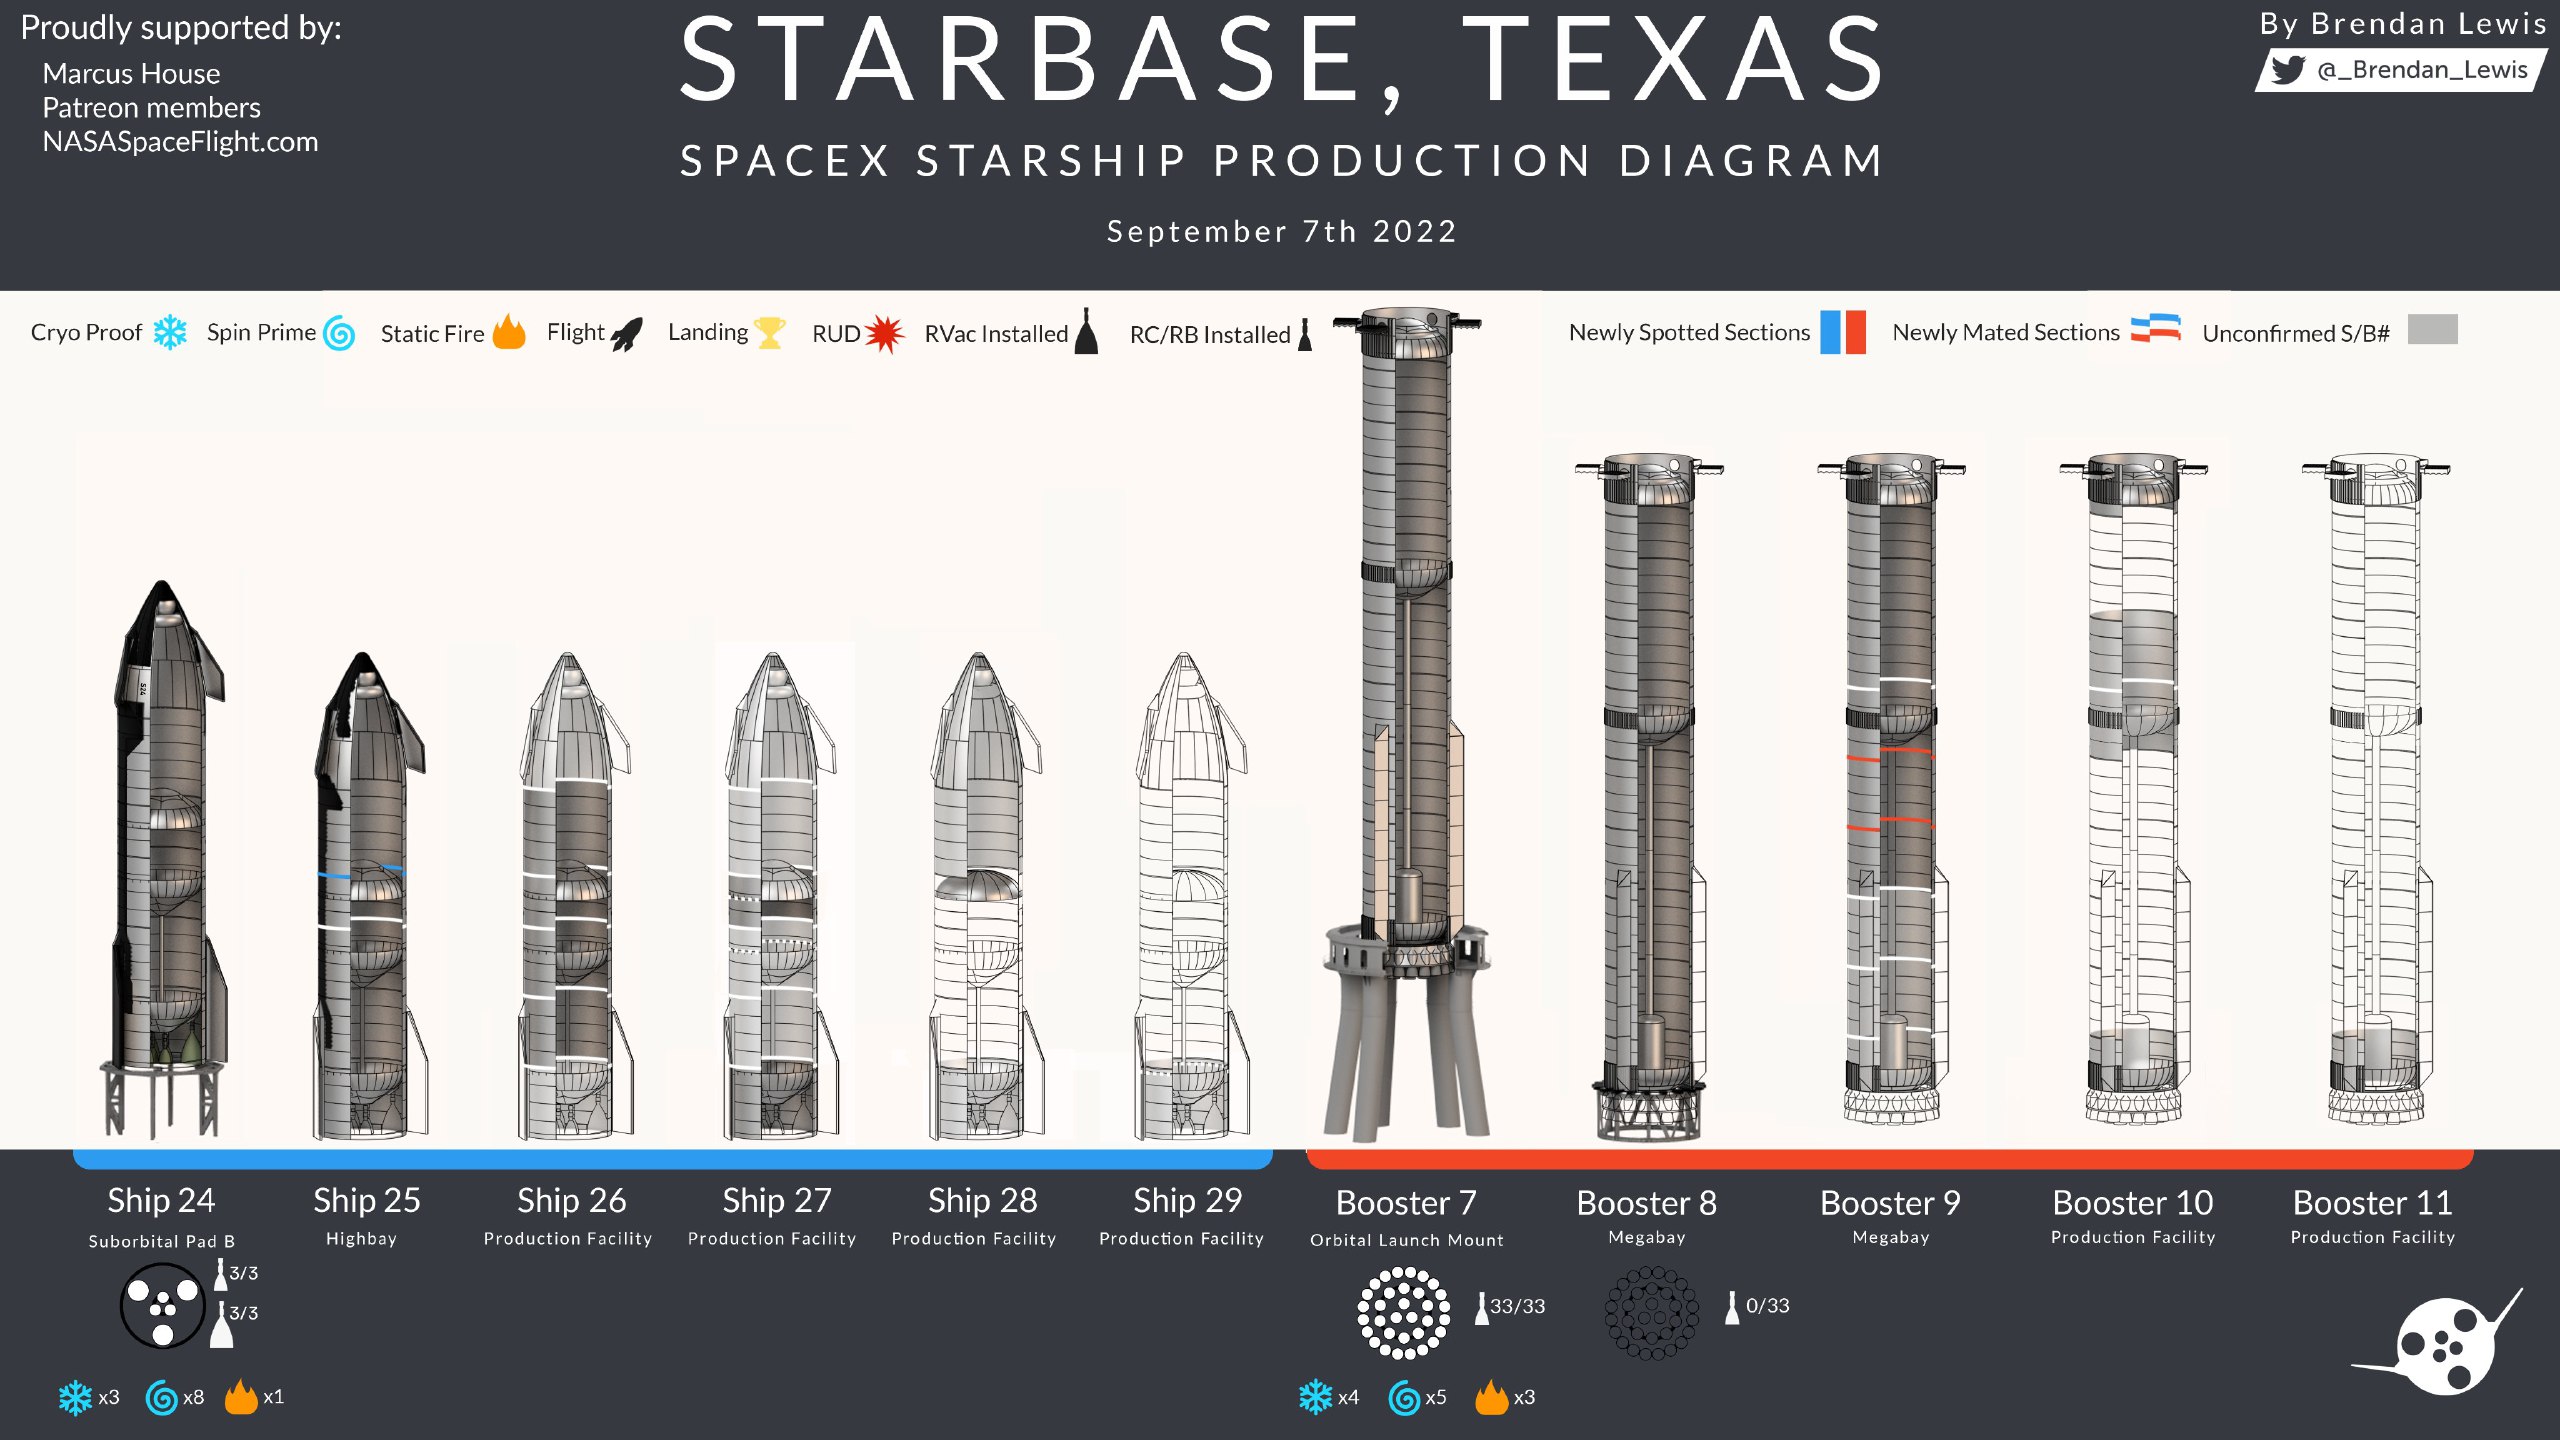 Proudly supported by:
Marcus House
Patreon members
NASASpaceFlight.com
STARBASE, TEXAS
SPACEX STARSHIP PRODUCTION DIAGRAM
September 7th 2022
By Brendan Lewis
@_Brendan_Lewis
Cryo Proof
Spin Prime
Static Fire
Flight
Landing
RUD
RVac Installed
RC/RB Installed
Newly Spotted Sections
Newly Mated Sections
Unconfirmed S/B#
S24
Ship 24
Suborbital Pad B
3/3
3/3
x3
x8
x1
Ship 25
Highbay
Ship 26
Production Facility
Ship 27
Production Facility
Ship 28
Production Facility
Ship 29
Production Facility
Booster 7
Orbital Launch Mount
33/33
x4
x5
x3
Booster 8
Megabay
0/33
Booster 9
Megabay
Booster 10
Production Facility
Booster 11
Production Facility